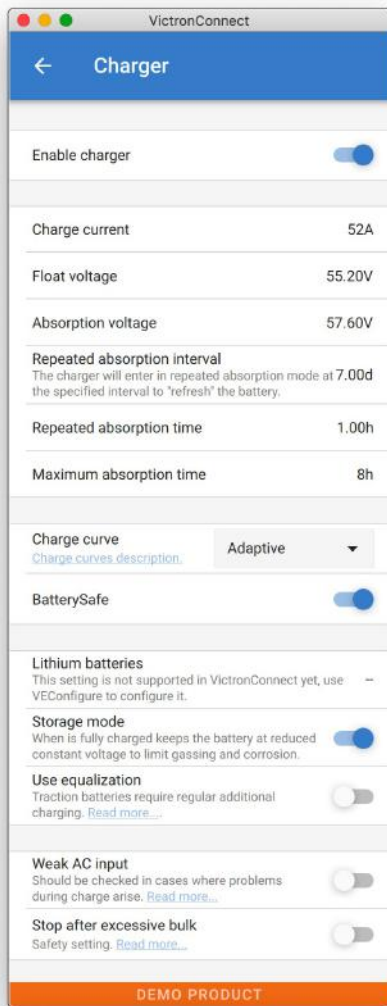 VictronConnect
Charger
Enable charger
Charge current 52A
Float voltage 55.20V
Absorption voltage 57.60V
Repeated absorption interval
The charger will enter in repeated absorption mode at 7.00d
the specified interval to "refresh" the battery.
Repeated absorption time 1.00h
Maximum absorption time 8h
Charge curve Adaptive
Charge curves description.
BatterySafe
Lithium batteries
This setting is not supported in VictronConnect yet, use –
VEConfigure to configure it.
Storage mode
When is fully charged keeps the battery at reduced
constant voltage to limit gassing and corrosion.
Use equalization
Traction batteries require regular additional
charging. Read more....
Weak AC input
Should be checked in cases where problems
during charge arise. Read more...
Stop after excessive bulk
Safety setting. Read more...
DEMO PRODUCT